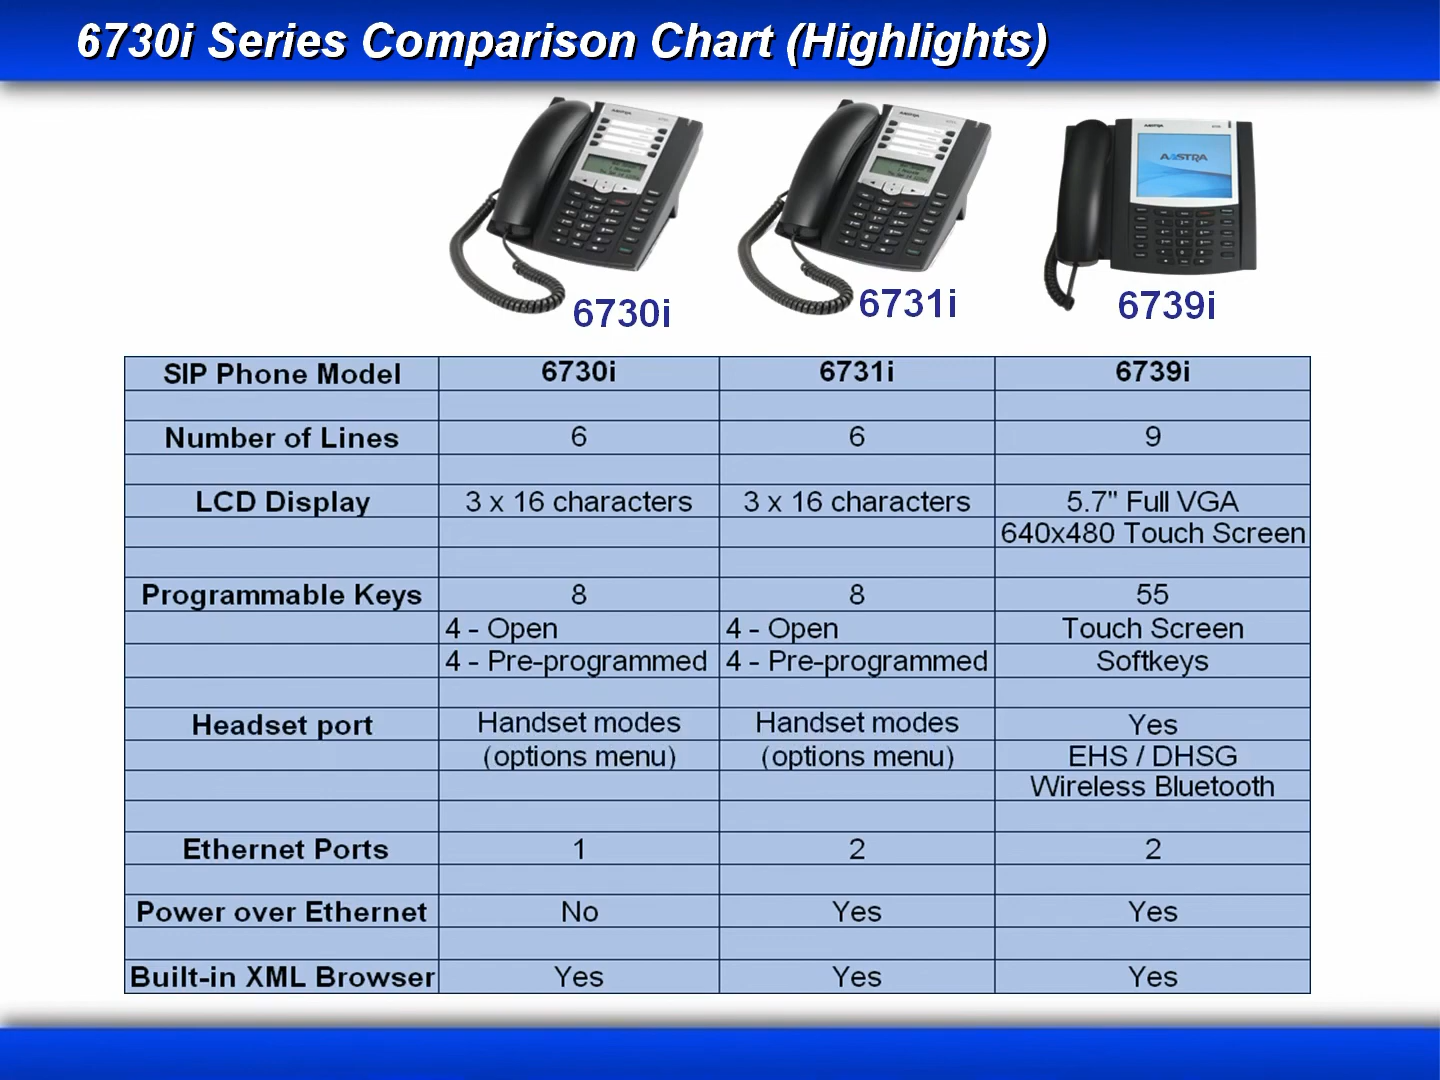 6730i Series Comparison Chart (Highlights)
AASTRA
6730i
6731i
6739i
SIP Phone Model 6730i 6731i 6739i
Number of Lines 6 6 9
LCD Display 3 x 16 characters 3 x 16 characters 5.7" Full VGA
640x480 Touch Screen
Programmable Keys 8 8 55
4 - Open 4 - Open Touch Screen
4 - Pre-programmed 4 - Pre-programmed Softkeys
Headset port Handset modes Handset modes Yes
(options menu) (options menu) EHS / DHSG
Wireless Bluetooth
Ethernet Ports 1 2 2
Power over Ethernet No Yes Yes
Built-in XML Browser Yes Yes Yes